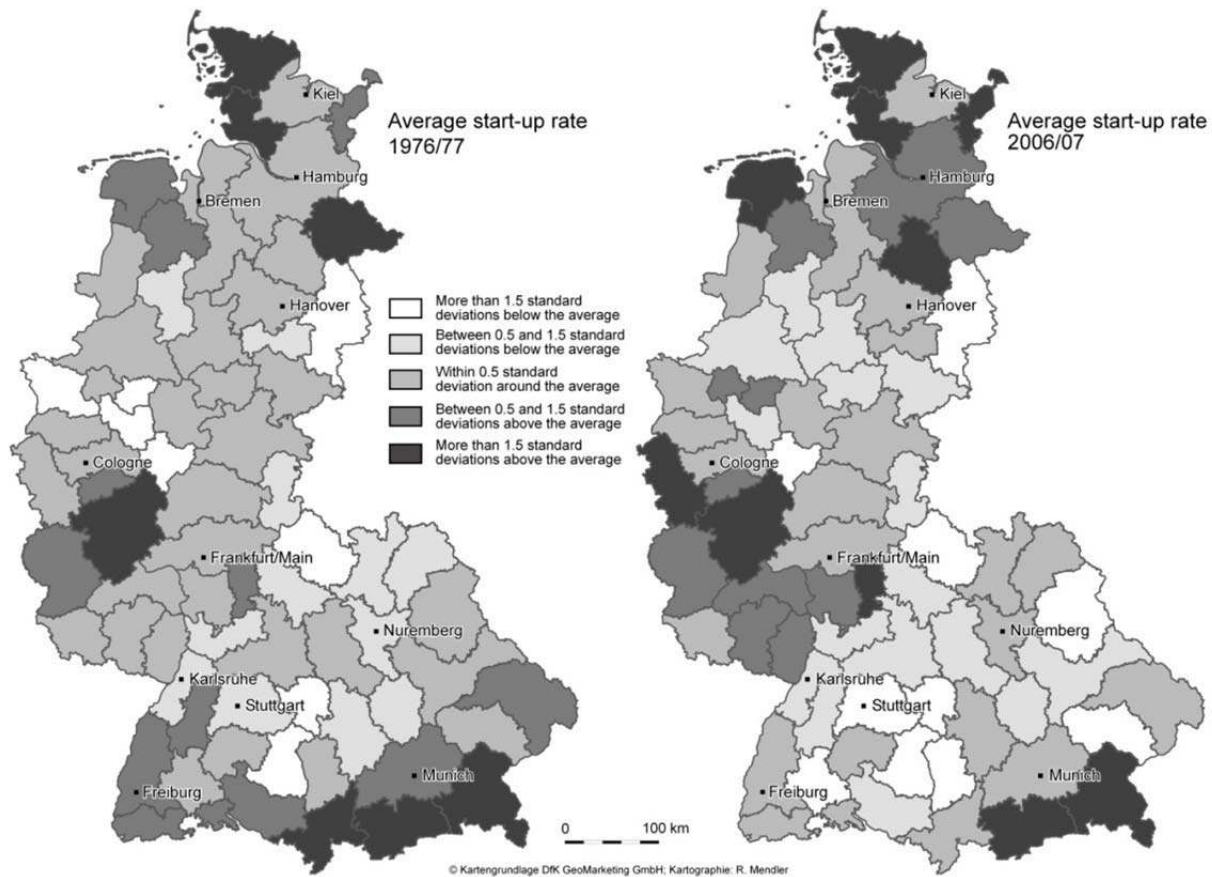 Average start-up rate
1976/77
Kiel
Hamburg
Bremen
Hanover
Cologne
Frankfurt/Main
Nuremberg
Karlsruhe
Stuttgart
Munich
Freiburg
More than 1.5 standard
deviations below the average
Between 0.5 and 1.5 standard
deviations below the average
Within 0.5 standard
deviation around the average
Between 0.5 and 1.5 standard
deviations above the average
More than 1.5 standard
deviations above the average
Average start-up rate
2006/07
Kiel
Hamburg
Bremen
Hanover
Cologne
Frankfurt/Main
Nuremberg
Karlsruhe
Stuttgart
Munich
Freiburg
0 100 km
© Kartengrundlage DfK GeoMarketing GmbH; Kartographie: R. Mendler